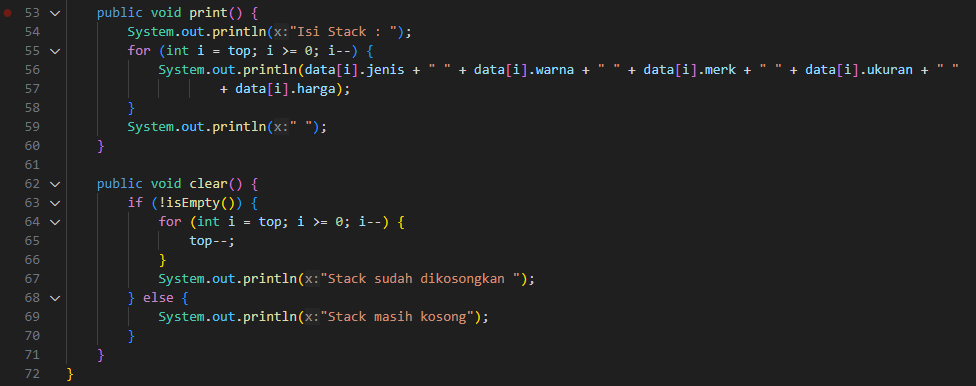 53 public void print() {
54 System.out.println(x:"Isi Stack : ");
55 for (int i = top; i >= 0; i--) {
56 System.out.println(data[i].jenis + " " + data[i].warna + " " + data[i].merk + " " + data[i].ukuran + " "
57 + data[i].harga);
58 }
59 System.out.println(x:" ");
60 }
61
62 public void clear() {
63 if (!isEmpty()) {
64 for (int i = top; i >= 0; i--) {
65 top--;
66 }
67 System.out.println(x:"Stack sudah dikosongkan ");
68 } else {
69 System.out.println(x:"Stack masih kosong");
70 }
71 }
72 }